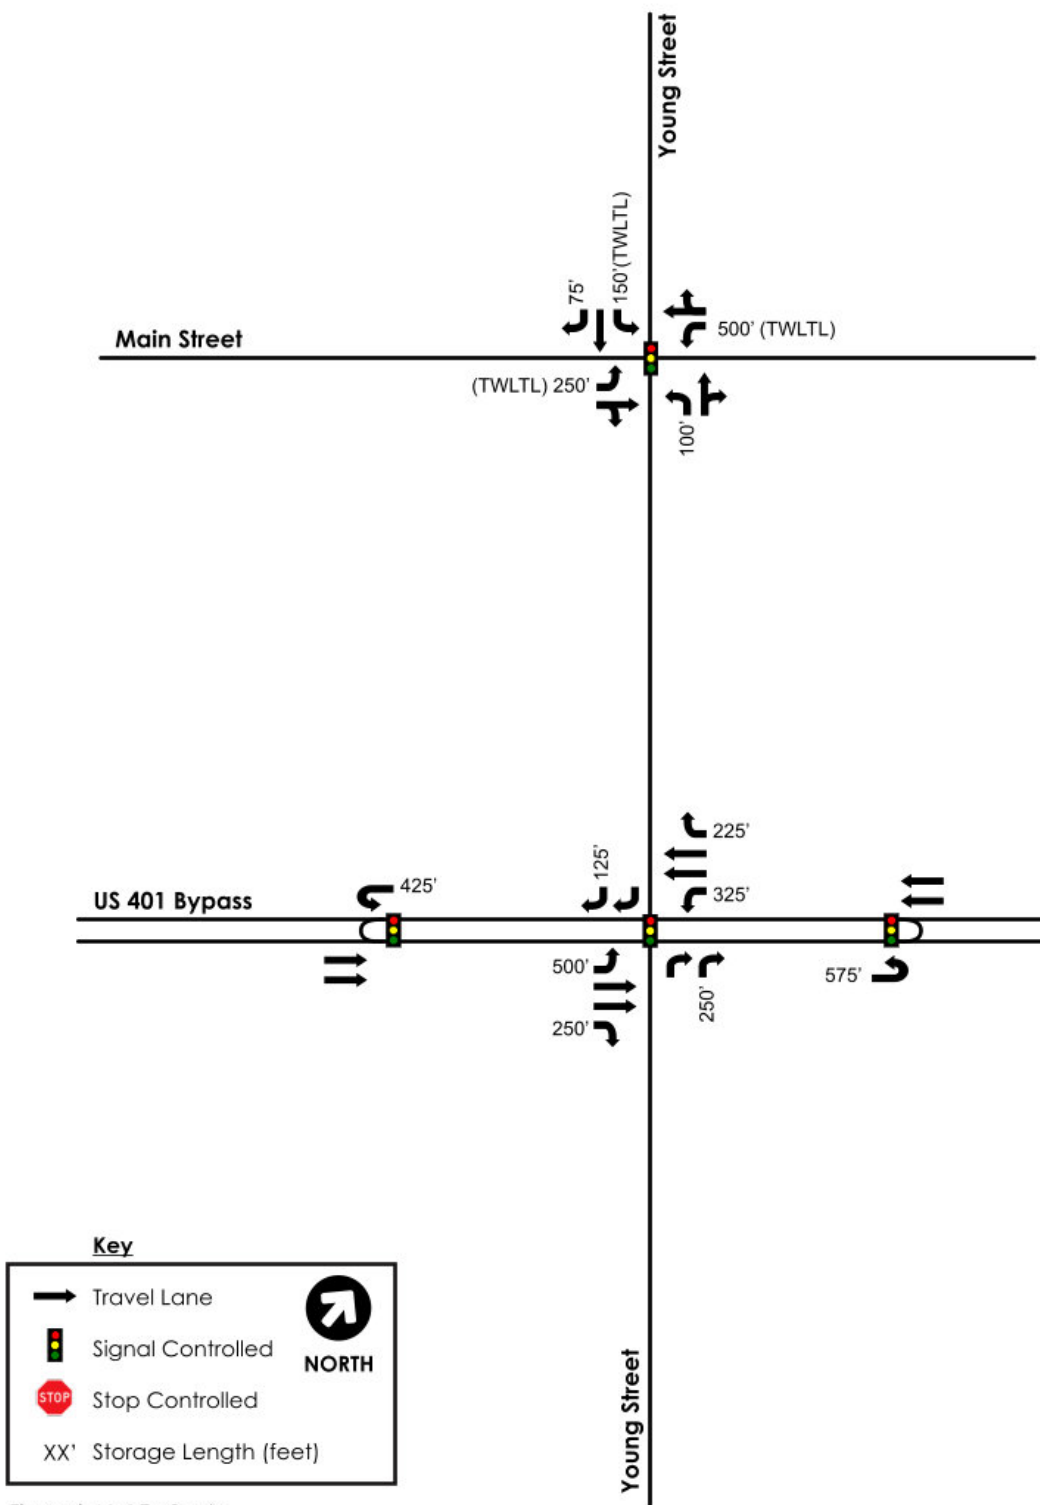 Young Street
75'
150'(TWLTL)
500' (TWLTL)
Main Street
(TWLTL) 250'
100'
225'
125'
425'
325'
US 401 Bypass
500'
575'
250'
250'
Key
Travel Lane
Signal Controlled
NORTH
STOP
Stop Controlled
XX' Storage Length (feet)
Young Street